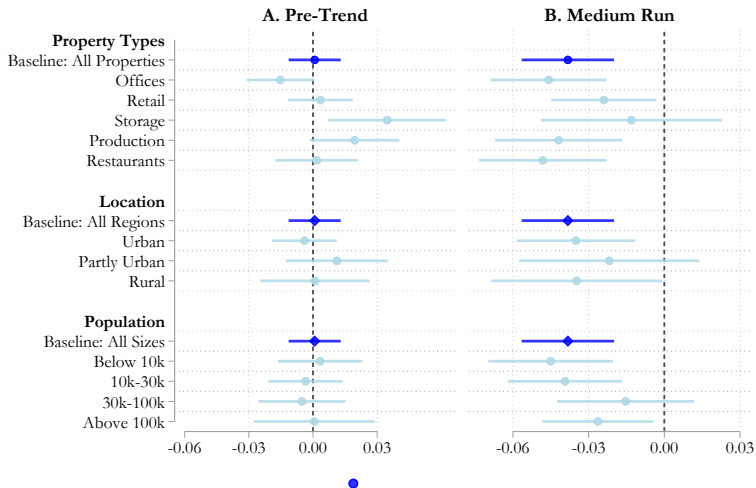 A. Pre-Trend
B. Medium Run
Property Types
Baseline: All Properties
Offices
Retail
Storage
Production
Restaurants
Location
Baseline: All Regions
Urban
Partly Urban
Rural
Population
Baseline: All Sizes
Below 10k
10k-30k
30k-100k
Above 100k
-0.06 -0.03 0.00 0.03
-0.06 -0.03 0.00 0.03